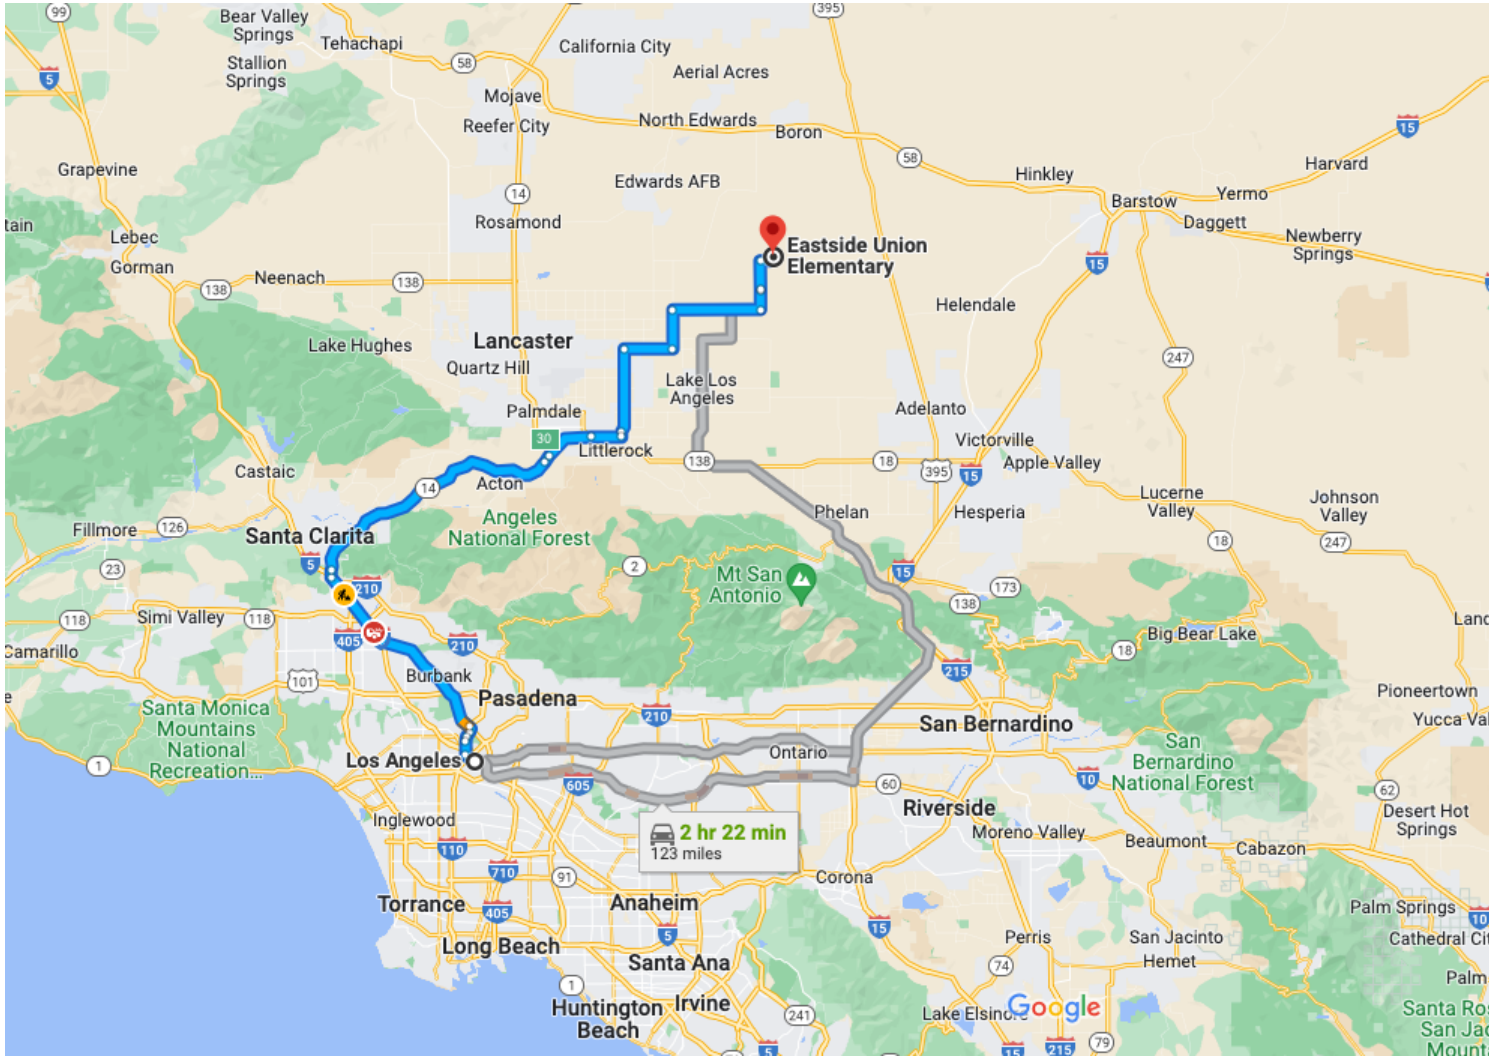 99
395
Bear Valley
Springs
Tehachapi
California City
Stallion
Springs
58
Aerial Acres
5
Mojave
Reefer City
North Edwards
Boron
15
58
Grapevine
Edwards AFB
Hinkley
Harvard
14
Yermo
Barstow
Rosamond
Daggett
tain
Lebec
Newberry
Springs
Eastside Union
Elementary
Gorman
15
Neenach
138
138
Helendale
Lancaster
Lake Hughes
Quartz Hill
247
Lake Los
Angeles
Palmdale
Adelanto
30
Victorville
Littlerock
138
18
395
15
Apple Valley
Castaic
Acton
14
Lucerne
Valley
Johnson
Valley
Phelan
Hesperia
Angeles
National Forest
Fillmore
126
Santa Clarita
18
247
5
23
2
15
Mt San
Antonio
210
173
138
118
Simi Valley
118
Land
405
210
Big Bear Lake
18
Camarillo
215
101
Burbank
Pasadena
Pioneertown
e
210
Yucca Val
Santa Monica
Mountains
National
Recreation...
San Bernardino
San
Bernardino
National Forest
Los Angeles
Ontario
1
605
60
10
62
Riverside
Desert Hot
Springs
Inglewood
2 hr 22 min
123 miles
Moreno Valley
Beaumont
Cabazon
110
710
91
Corona
Torrance
405
Anaheim
Palm Springs
10
5
15
Perris
San Jacinto
Cathedral Cit
Long Beach
Hemet
Santa Ana
74
Palm
1
Huntington
Beach
Irvine
241
Lake Elsinore
Google
Santa Ros
San Jac
Mount
5
15
215
79